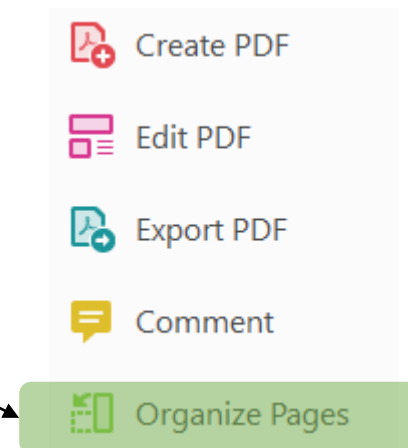 Create PDF
Edit PDF
Export PDF
Comment
Organize Pages